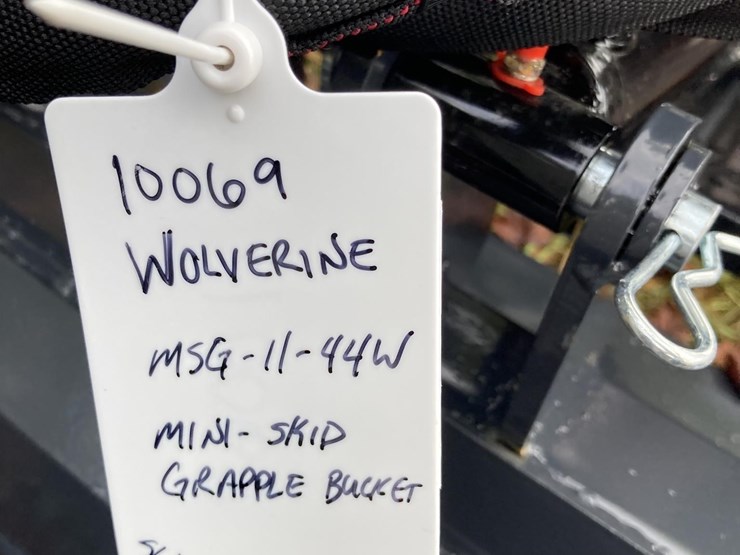 10069
WOLVERINE
MSG-11-44W
MINI-SKID
GRAPPLE BUCKET